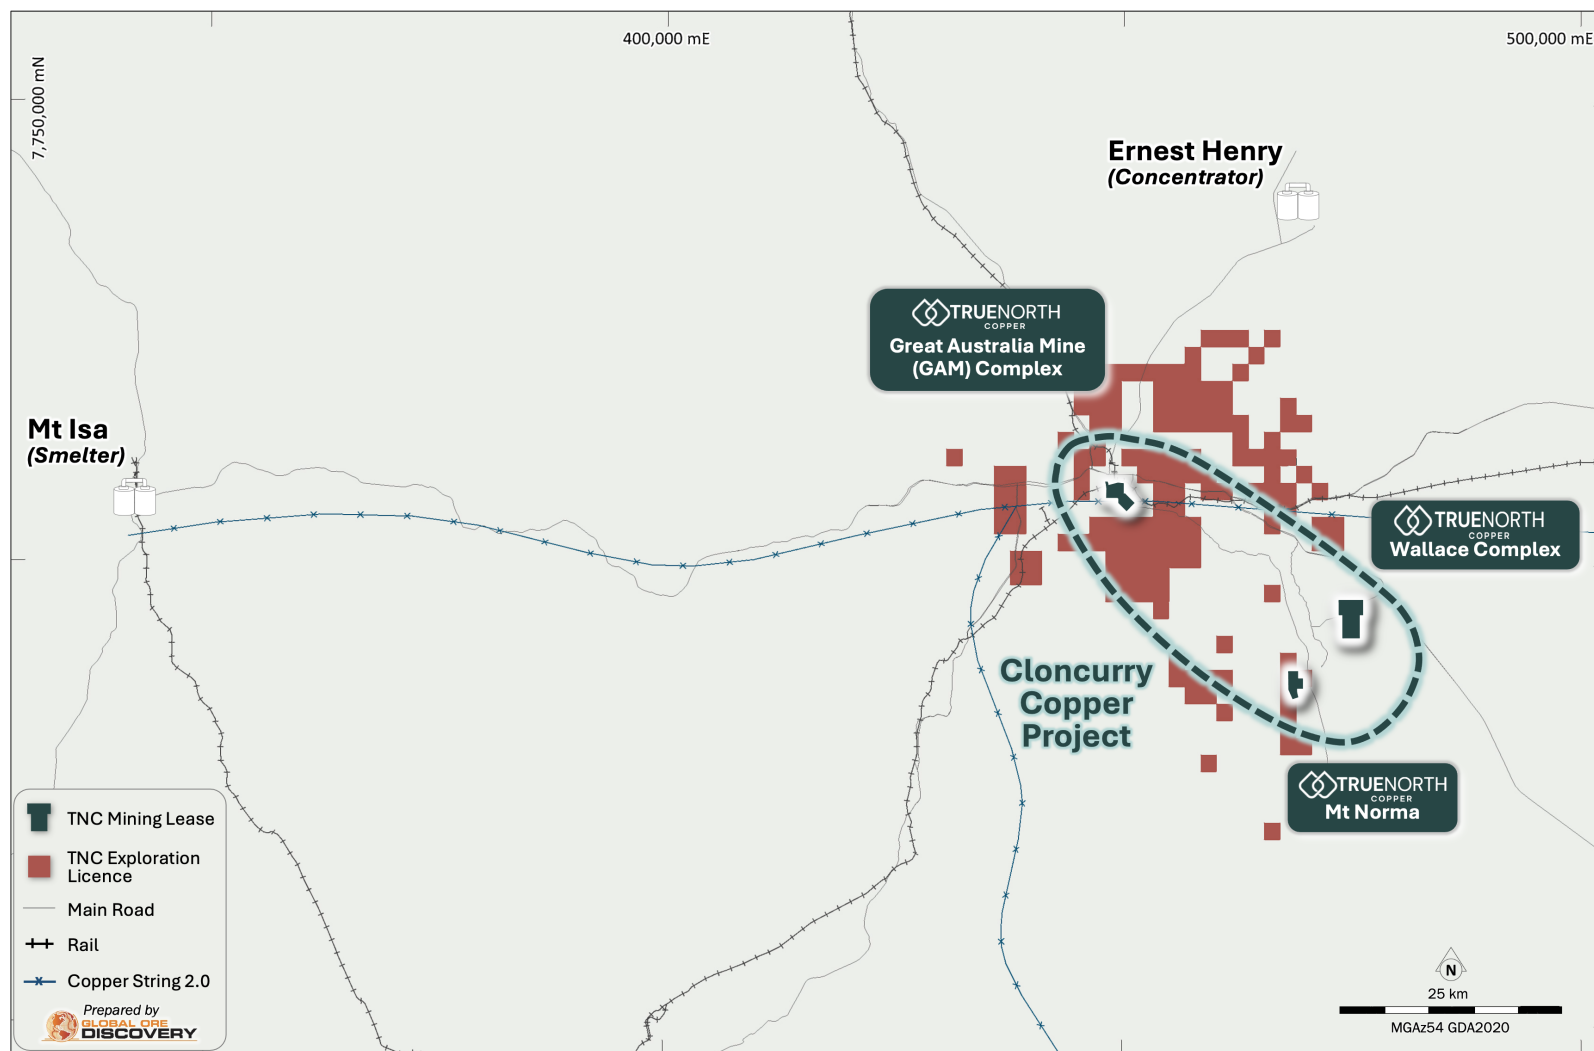 400,000 mE
500,000 mE
7,750,000 mN
Ernest Henry
(Concentrator)
TRUENORTH
COPPER
Great Australia Mine
(GAM) Complex
Mt Isa
(Smelter)
TRUENORTH
COPPER
Wallace Complex
Cloncurry
Copper
Project
TRUENORTH
COPPER
Mt Norma
TNC Mining Lease
TNC Exploration
Licence
Main Road
Rail
Copper String 2.0
Prepared by
GLOBAL ORE
DISCOVERY
N
25 km
MGAz54 GDA2020